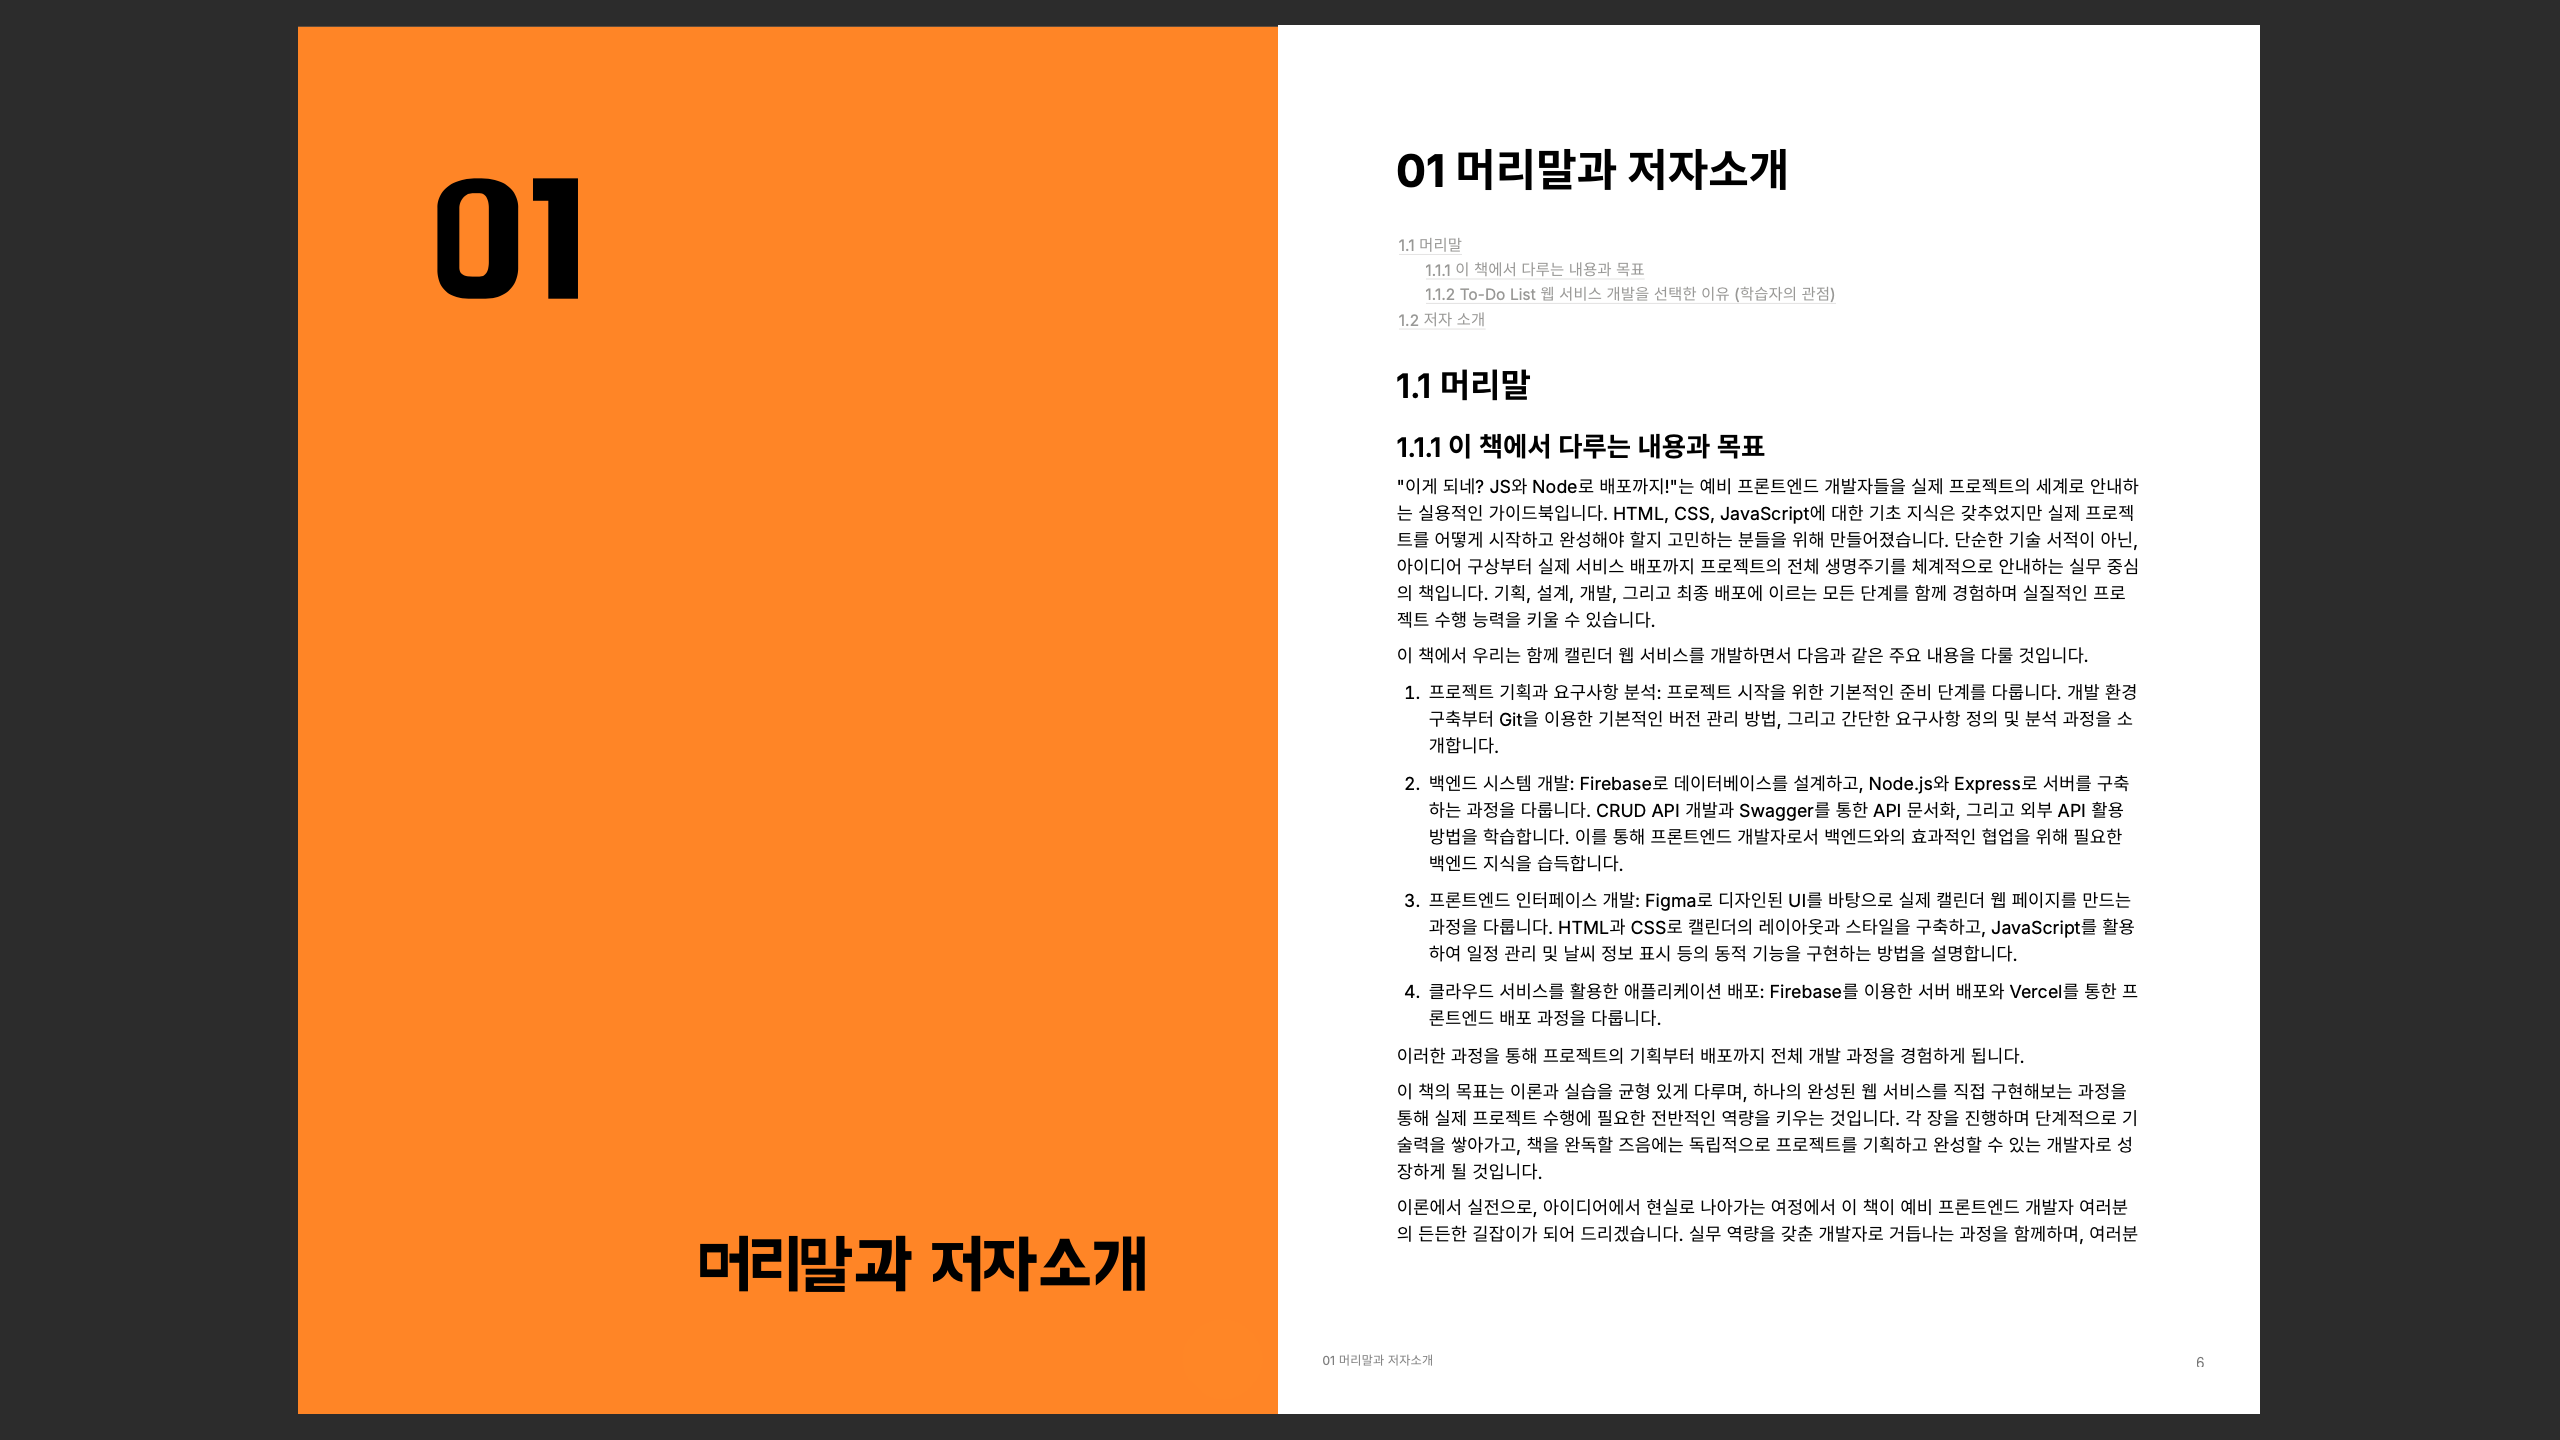 01
머리말과 저자소개
01 머리말과 저자소개
1.1 머리말
1.1.1 이 책에서 다루는 내용과 목표
1.1.2 To-Do List 웹 서비스 개발을 선택한 이유 (학습자의 관점)
1.2 저자 소개
1.1 머리말
1.1.1 이 책에서 다루는 내용과 목표
"이게 되네? JS와 Node로 배포까지!"는 예비 프론트엔드 개발자들을 실제 프로젝트의 세계로 안내하
는 실용적인 가이드북입니다. HTML, CSS, JavaScript에 대한 기초 지식은 갖추었지만 실제 프로젝
트를 어떻게 시작하고 완성해야 할지 고민하는 분들을 위해 만들어졌습니다. 단순한 기술 서적이 아닌,
아이디어 구상부터 실제 서비스 배포까지 프로젝트의 전체 생명주기를 체계적으로 안내하는 실무 중심
의 책입니다. 기획, 설계, 개발, 그리고 최종 배포에 이르는 모든 단계를 함께 경험하며 실질적인 프로
젝트 수행 능력을 키울 수 있습니다.
이 책에서 우리는 함께 캘린더 웹 서비스를 개발하면서 다음과 같은 주요 내용을 다룰 것입니다.
1. 프로젝트 기획과 요구사항 분석: 프로젝트 시작을 위한 기본적인 준비 단계를 다룹니다. 개발 환경
구축부터 Git을 이용한 기본적인 버전 관리 방법, 그리고 간단한 요구사항 정의 및 분석 과정을 소
개합니다.
2. 백엔드 시스템 개발: Firebase로 데이터베이스를 설계하고, Node.js와 Express로 서버를 구축
하는 과정을 다룹니다. CRUD API 개발과 Swagger를 통한 API 문서화, 그리고 외부 API 활용
방법을 학습합니다. 이를 통해 프론트엔드 개발자로서 백엔드와의 효과적인 협업을 위해 필요한
백엔드 지식을 습득합니다.
3. 프론트엔드 인터페이스 개발: Figma로 디자인된 UI를 바탕으로 실제 캘린더 웹 페이지를 만드는
과정을 다룹니다. HTML과 CSS로 캘린더의 레이아웃과 스타일을 구축하고, JavaScript를 활용
하여 일정 관리 및 날씨 정보 표시 등의 동적 기능을 구현하는 방법을 설명합니다.
4. 클라우드 서비스를 활용한 애플리케이션 배포: Firebase를 이용한 서버 배포와 Vercel를 통한 프
론트엔드 배포 과정을 다룹니다.
이러한 과정을 통해 프로젝트의 기획부터 배포까지 전체 개발 과정을 경험하게 됩니다.
이 책의 목표는 이론과 실습을 균형 있게 다루며, 하나의 완성된 웹 서비스를 직접 구현해보는 과정을
통해 실제 프로젝트 수행에 필요한 전반적인 역량을 키우는 것입니다. 각 장을 진행하며 단계적으로 기
술력을 쌓아가고, 책을 완독할 즈음에는 독립적으로 프로젝트를 기획하고 완성할 수 있는 개발자로 성
장하게 될 것입니다.
이론에서 실전으로, 아이디어에서 현실로 나아가는 여정에서 이 책이 예비 프론트엔드 개발자 여러분
의 든든한 길잡이가 되어 드리겠습니다. 실무 역량을 갖춘 개발자로 거듭나는 과정을 함께하며, 여러분
01 머리말과 저자소개
6